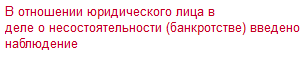 В отношении юридического лица в
деле о несостоятельности (банкротстве) введено
наблюдение